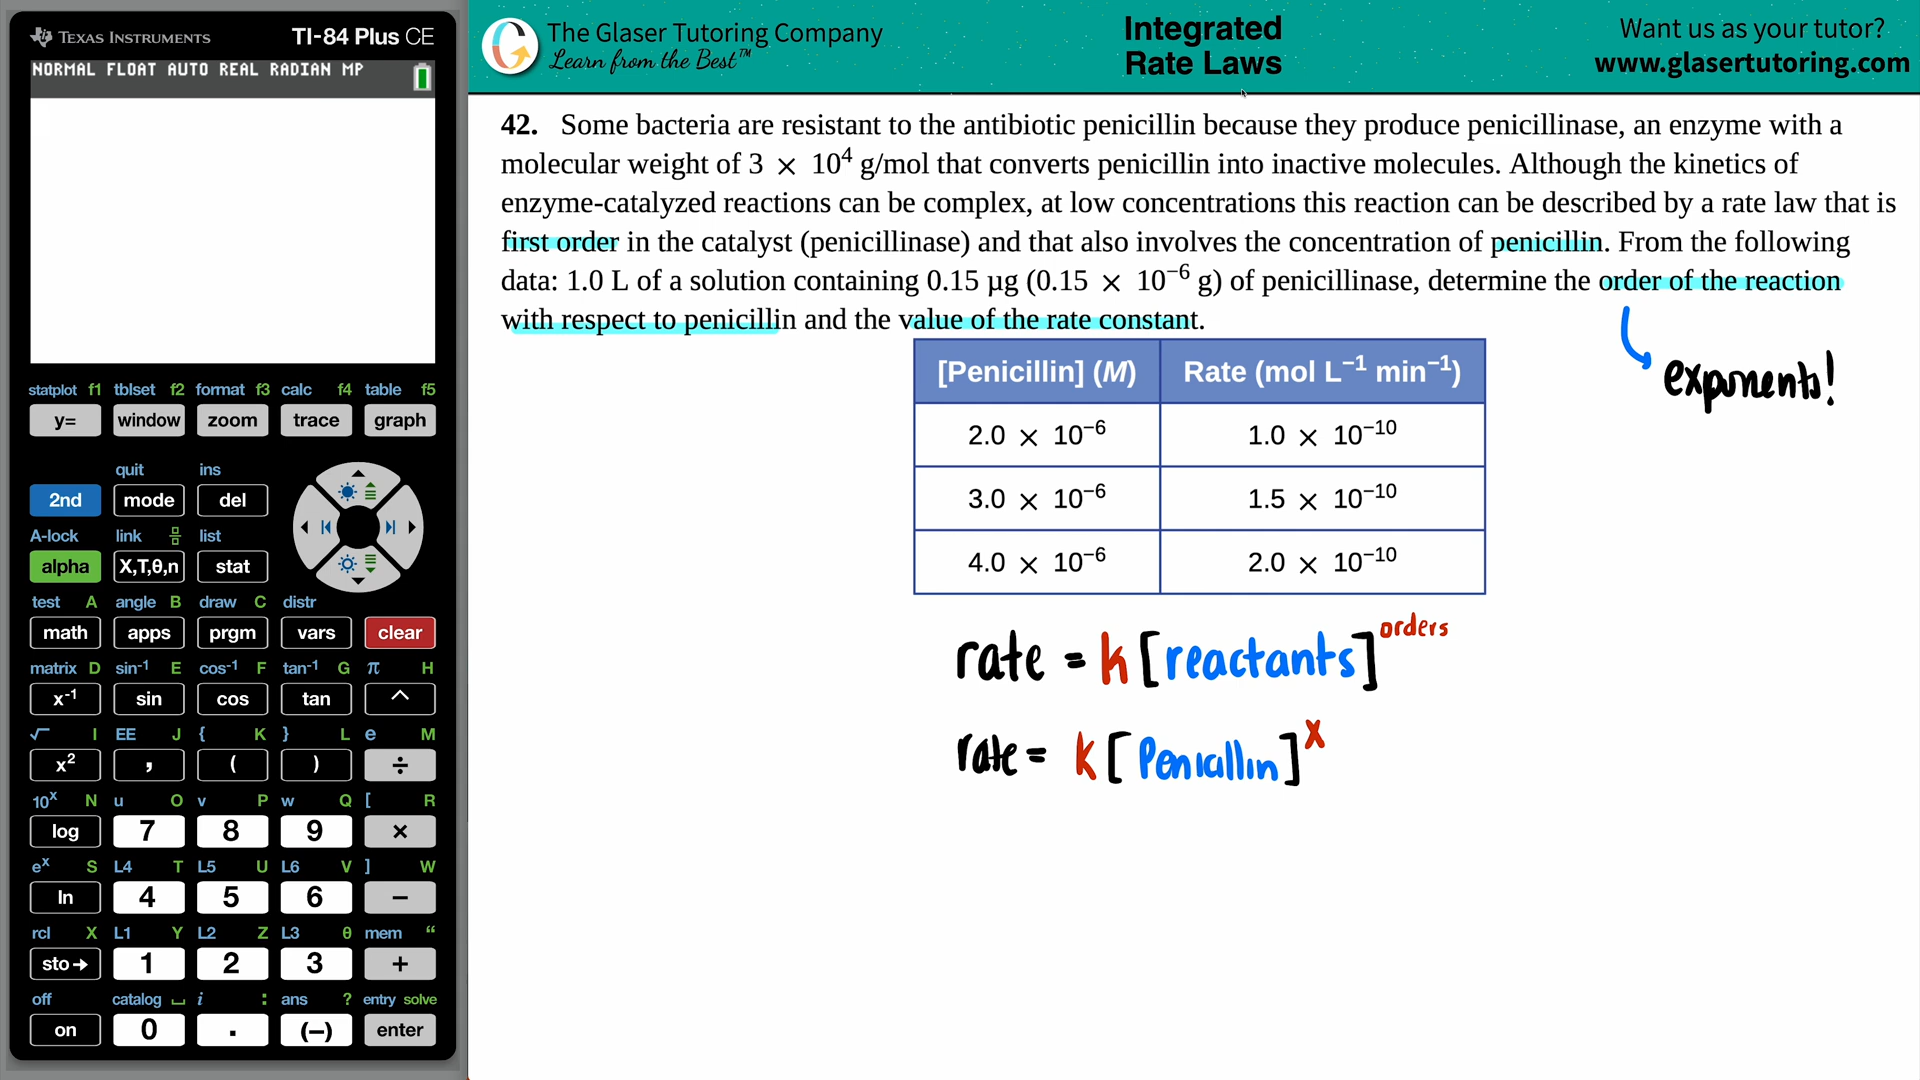 TEXAS INSTRUMENTS TI-84 Plus CE
NORMAL FLOAT AUTO REAL RADIAN MP
statplot f1 tblset f2 format f3 calc f4 table f5
y= window zoom trace graph
quit ins
2nd mode del
A-lock link list
alpha X,T,θ,n stat
test A angle B draw C distr
math apps prgm vars clear
matrix D sin⁻¹ E cos⁻¹ F tan⁻¹ G π H
x⁻¹ sin cos tan ^
√ I EE J { K } L e M
x² , ( ) ÷
10ˣ N u O v P w Q [ R
log 7 8 9 ×
eˣ S L4 T L5 U L6 V ] W
ln 4 5 6 −
rcl X L1 Y L2 Z L3 θ mem “
sto→ 1 2 3 +
off catalog ⎵ i : ans ? entry solve
on 0 . (−) enter
The Glaser Tutoring Company
Learn from the Best™
Integrated
Rate Laws
Want us as your tutor?
www.glasertutoring.com
42. Some bacteria are resistant to the antibiotic penicillin because they produce penicillinase, an enzyme with a
molecular weight of 3 × 10⁴ g/mol that converts penicillin into inactive molecules. Although the kinetics of
enzyme-catalyzed reactions can be complex, at low concentrations this reaction can be described by a rate law that is
first order in the catalyst (penicillinase) and that also involves the concentration of penicillin. From the following
data: 1.0 L of a solution containing 0.15 µg (0.15 × 10⁻⁶ g) of penicillinase, determine the order of the reaction
with respect to penicillin and the value of the rate constant.
exponents!
[Penicillin] (M) Rate (mol L⁻¹ min⁻¹)
2.0 × 10⁻⁶ 1.0 × 10⁻¹⁰
3.0 × 10⁻⁶ 1.5 × 10⁻¹⁰
4.0 × 10⁻⁶ 2.0 × 10⁻¹⁰
rate = k [reactants]ᵒʳᵈᵉʳˢ
rate = k [Penicillin]ˣ